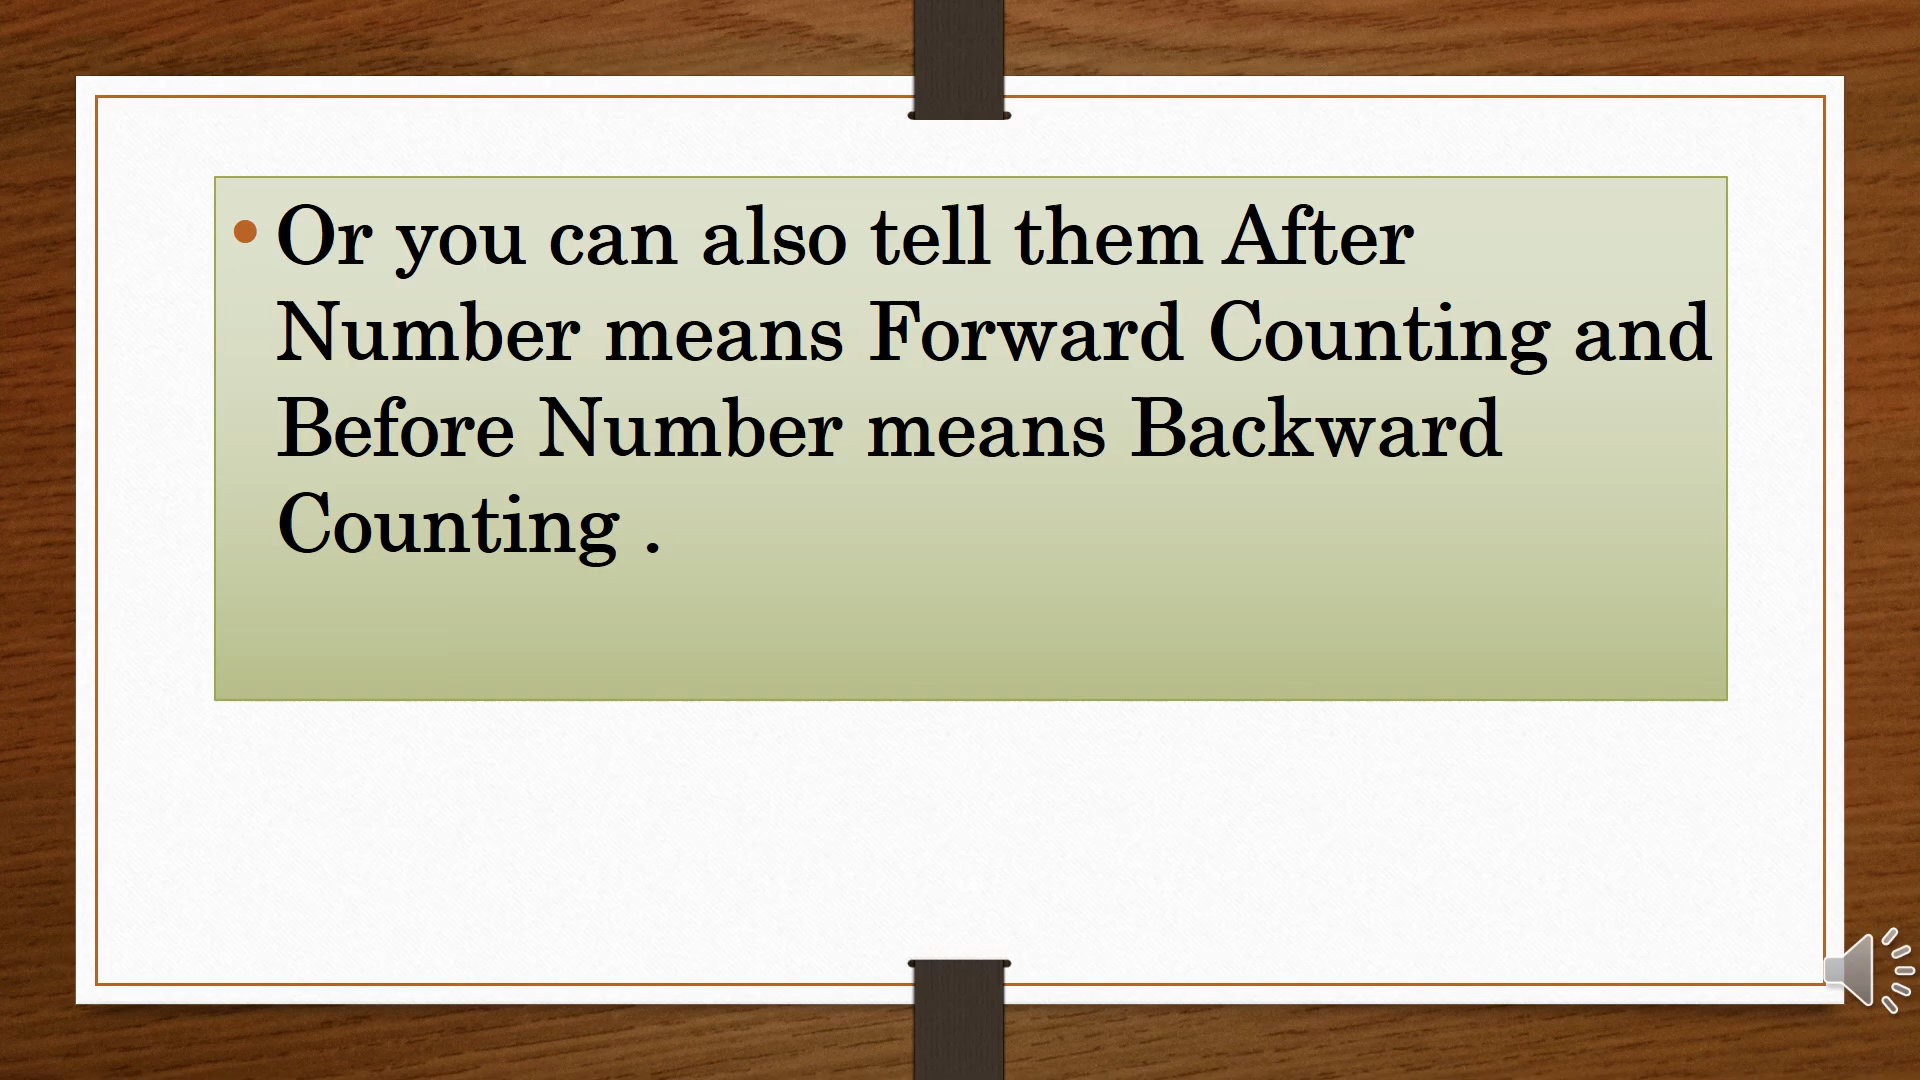 • Or you can also tell them After
Number means Forward Counting and
Before Number means Backward
Counting .